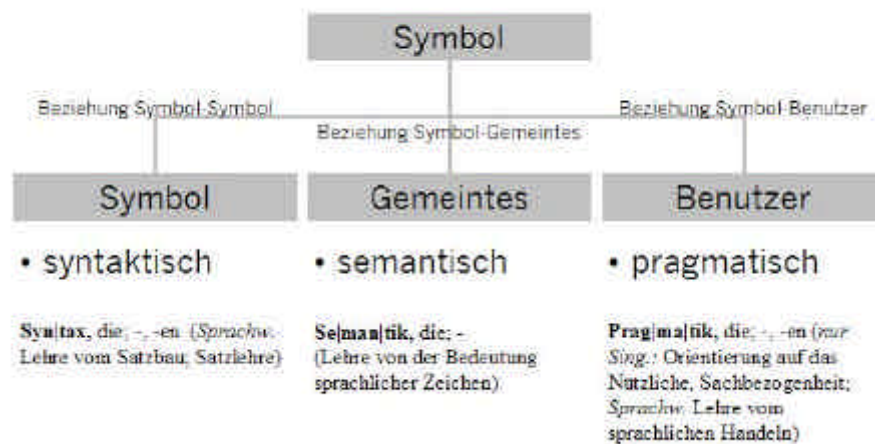 Symbol
Beziehung Symbol-Symbol
Beziehung Symbol-Gemeintes
Beziehung Symbol-Benutzer
Symbol
Gemeintes
Benutzer
• syntaktisch
• semantisch
• pragmatisch
Syn|tax, die; -, -en (Sprachw.
Lehre vom Satzbau; Satzlehre)
Se|man|tik, die; -
(Lehre von der Bedeutung
sprachlicher Zeichen)
Prag|ma|tik, die; -, -en (nur
Sing.: Orientierung auf das
Nützliche, Sachbezogenheit;
Sprachw. Lehre vom
sprachlichen Handeln)